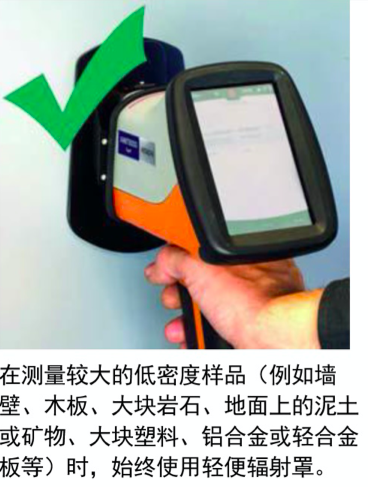 在测量较大的低密度样品（例如墙
壁、木板、大块岩石、地面上的泥土
或矿物、大块塑料、铝合金或轻合金
板等）时，始终使用轻便辐射罩。